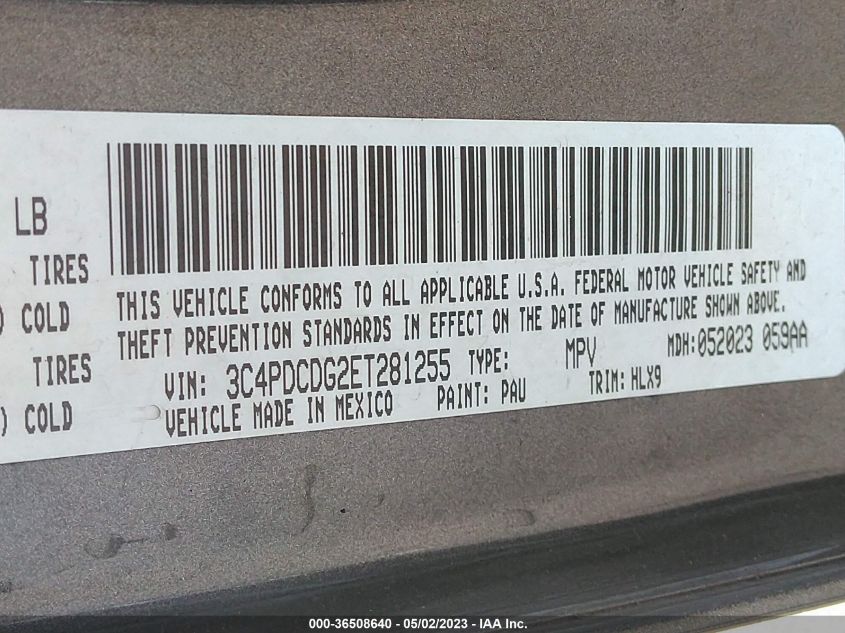 LB
TIRES
) COLD
TIRES
) COLD
THIS VEHICLE CONFORMS TO ALL APPLICABLE U.S.A. FEDERAL MOTOR VEHICLE SAFETY AND
THEFT PREVENTION STANDARDS IN EFFECT ON THE DATE OF MANUFACTURE SHOWN ABOVE.
VIN: 3C4PDCDG2ET281255 TYPE: MPV MDH:052023 059AA
VEHICLE MADE IN MEXICO PAINT: PAU TRIM: HLX9
000-36508640 - 05/02/2023 - IAA Inc.